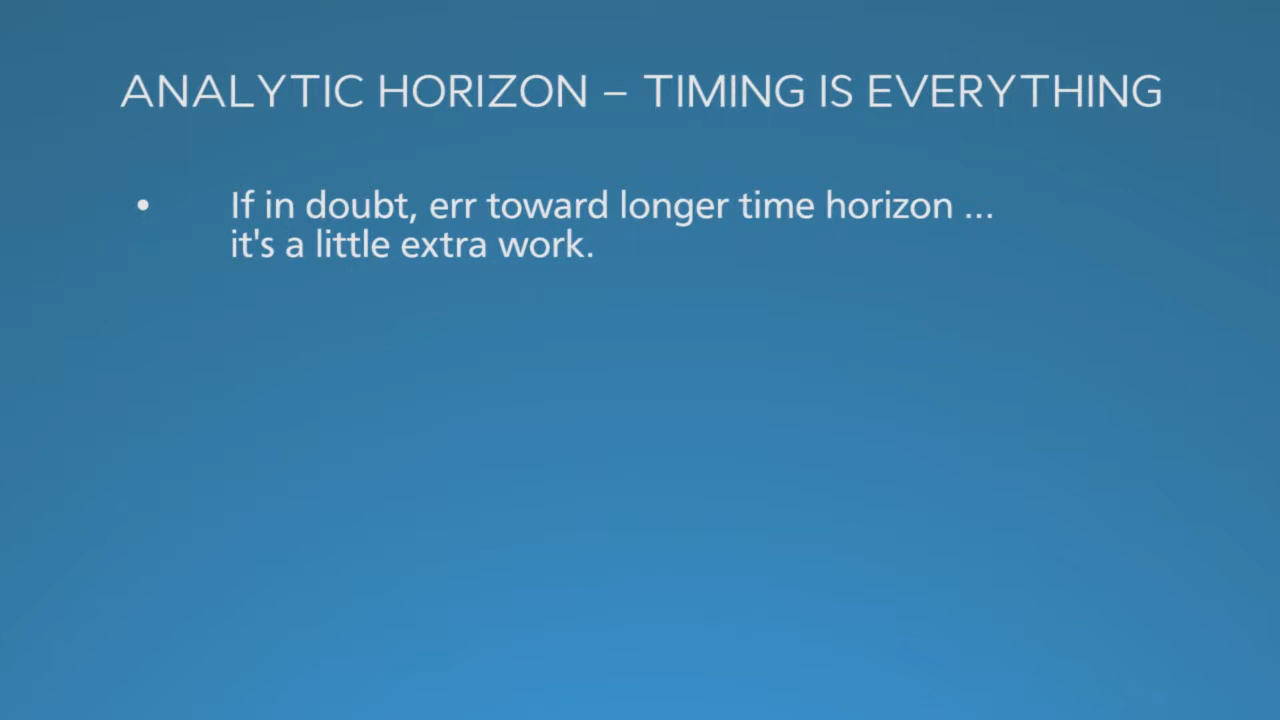 ANALYTIC HORIZON – TIMING IS EVERYTHING
• If in doubt, err toward longer time horizon ...
it's a little extra work.